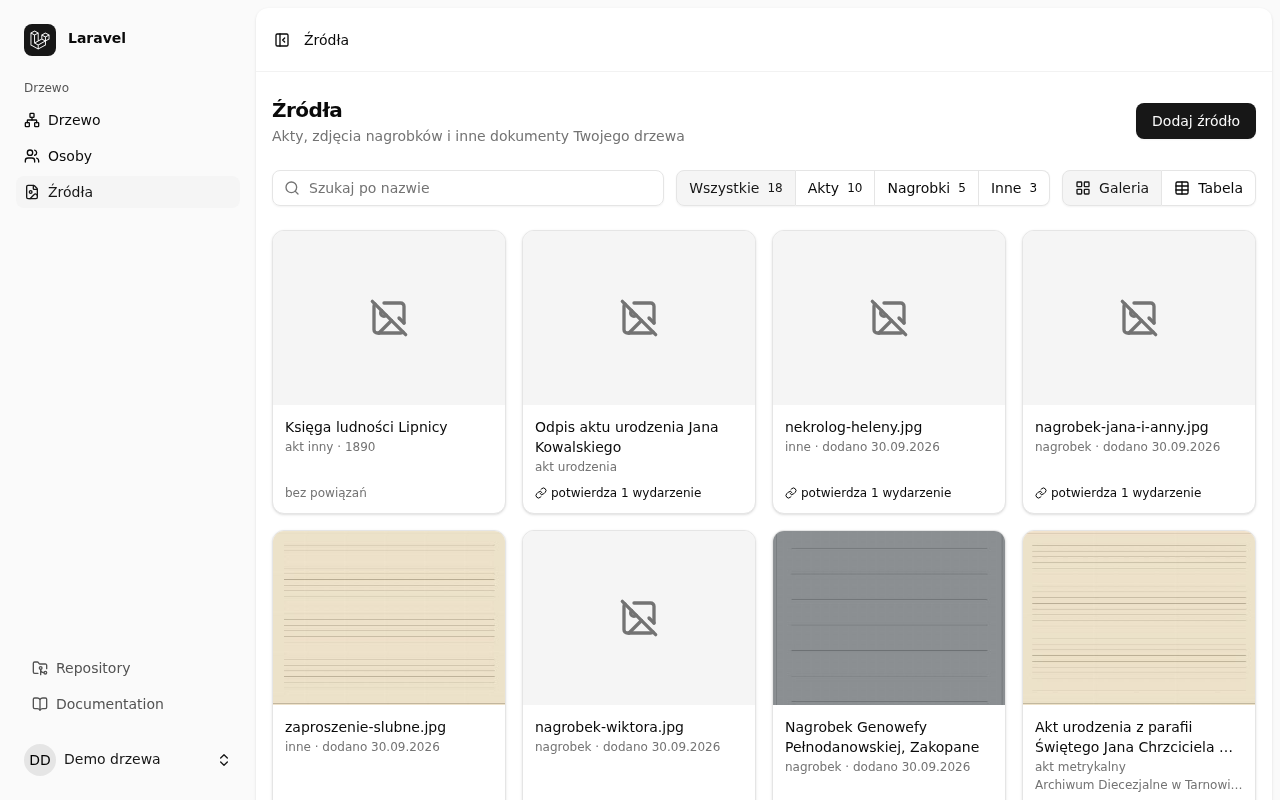 Laravel
Drzewo
Drzewo
Osoby
Źródła
Repository
Documentation
DD Demo drzewa
Źródła
Źródła
Akty, zdjęcia nagrobków i inne dokumenty Twojego drzewa
Dodaj źródło
Szukaj po nazwie
Wszystkie 18 Akty 10 Nagrobki 5 Inne 3
Galeria Tabela
Księga ludności Lipnicy
akt inny · 1890
bez powiązań
Odpis aktu urodzenia Jana
Kowalskiego
akt urodzenia
potwierdza 1 wydarzenie
nekrolog-heleny.jpg
inne · dodano 30.09.2026
potwierdza 1 wydarzenie
nagrobek-jana-i-anny.jpg
nagrobek · dodano 30.09.2026
potwierdza 1 wydarzenie
zaproszenie-slubne.jpg
inne · dodano 30.09.2026
nagrobek-wiktora.jpg
nagrobek · dodano 30.09.2026
Nagrobek Genowefy
Pełnodanowskiej, Zakopane
nagrobek · dodano 30.09.2026
Akt urodzenia z parafii
Świętego Jana Chrzciciela …
akt metrykalny
Archiwum Diecezjalne w Tarnowi…